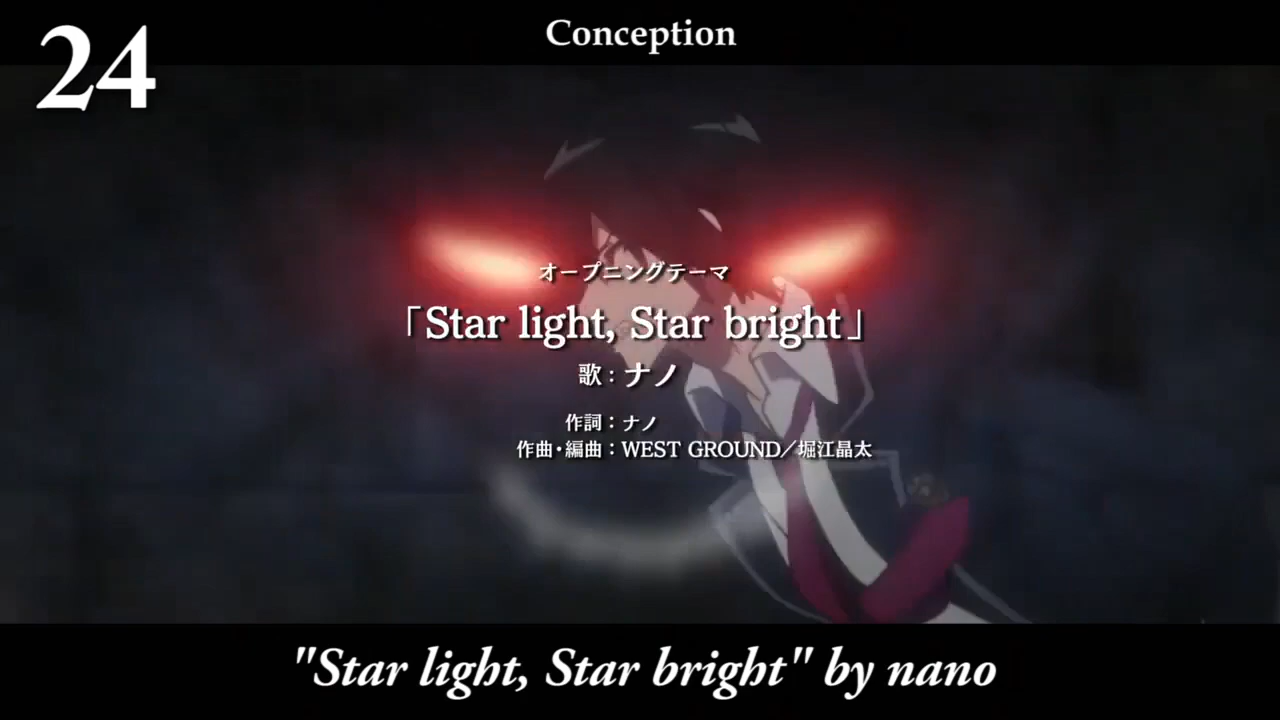 24
Conception
オープニングテーマ
「Star light, Star bright」
歌：ナノ
作詞：ナノ
作曲・編曲：WEST GROUND／堀江晶太
"Star light, Star bright" by nano